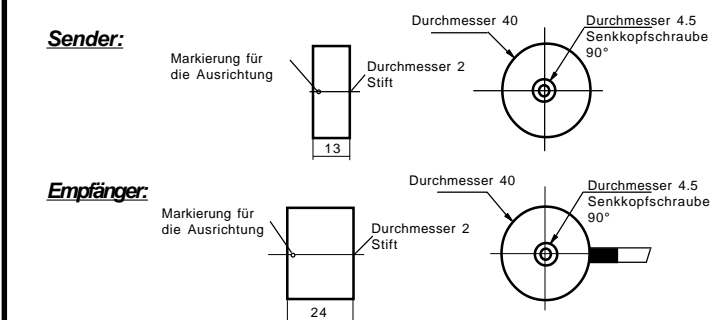 Sender:
Markierung für
die Ausrichtung
Durchmesser 2
Stift
13
Durchmesser 40
Durchmesser 4.5
Senkkopfschraube
90°
Empfänger:
Markierung für
die Ausrichtung
Durchmesser 2
Stift
24
Durchmesser 40
Durchmesser 4.5
Senkkopfschraube
90°